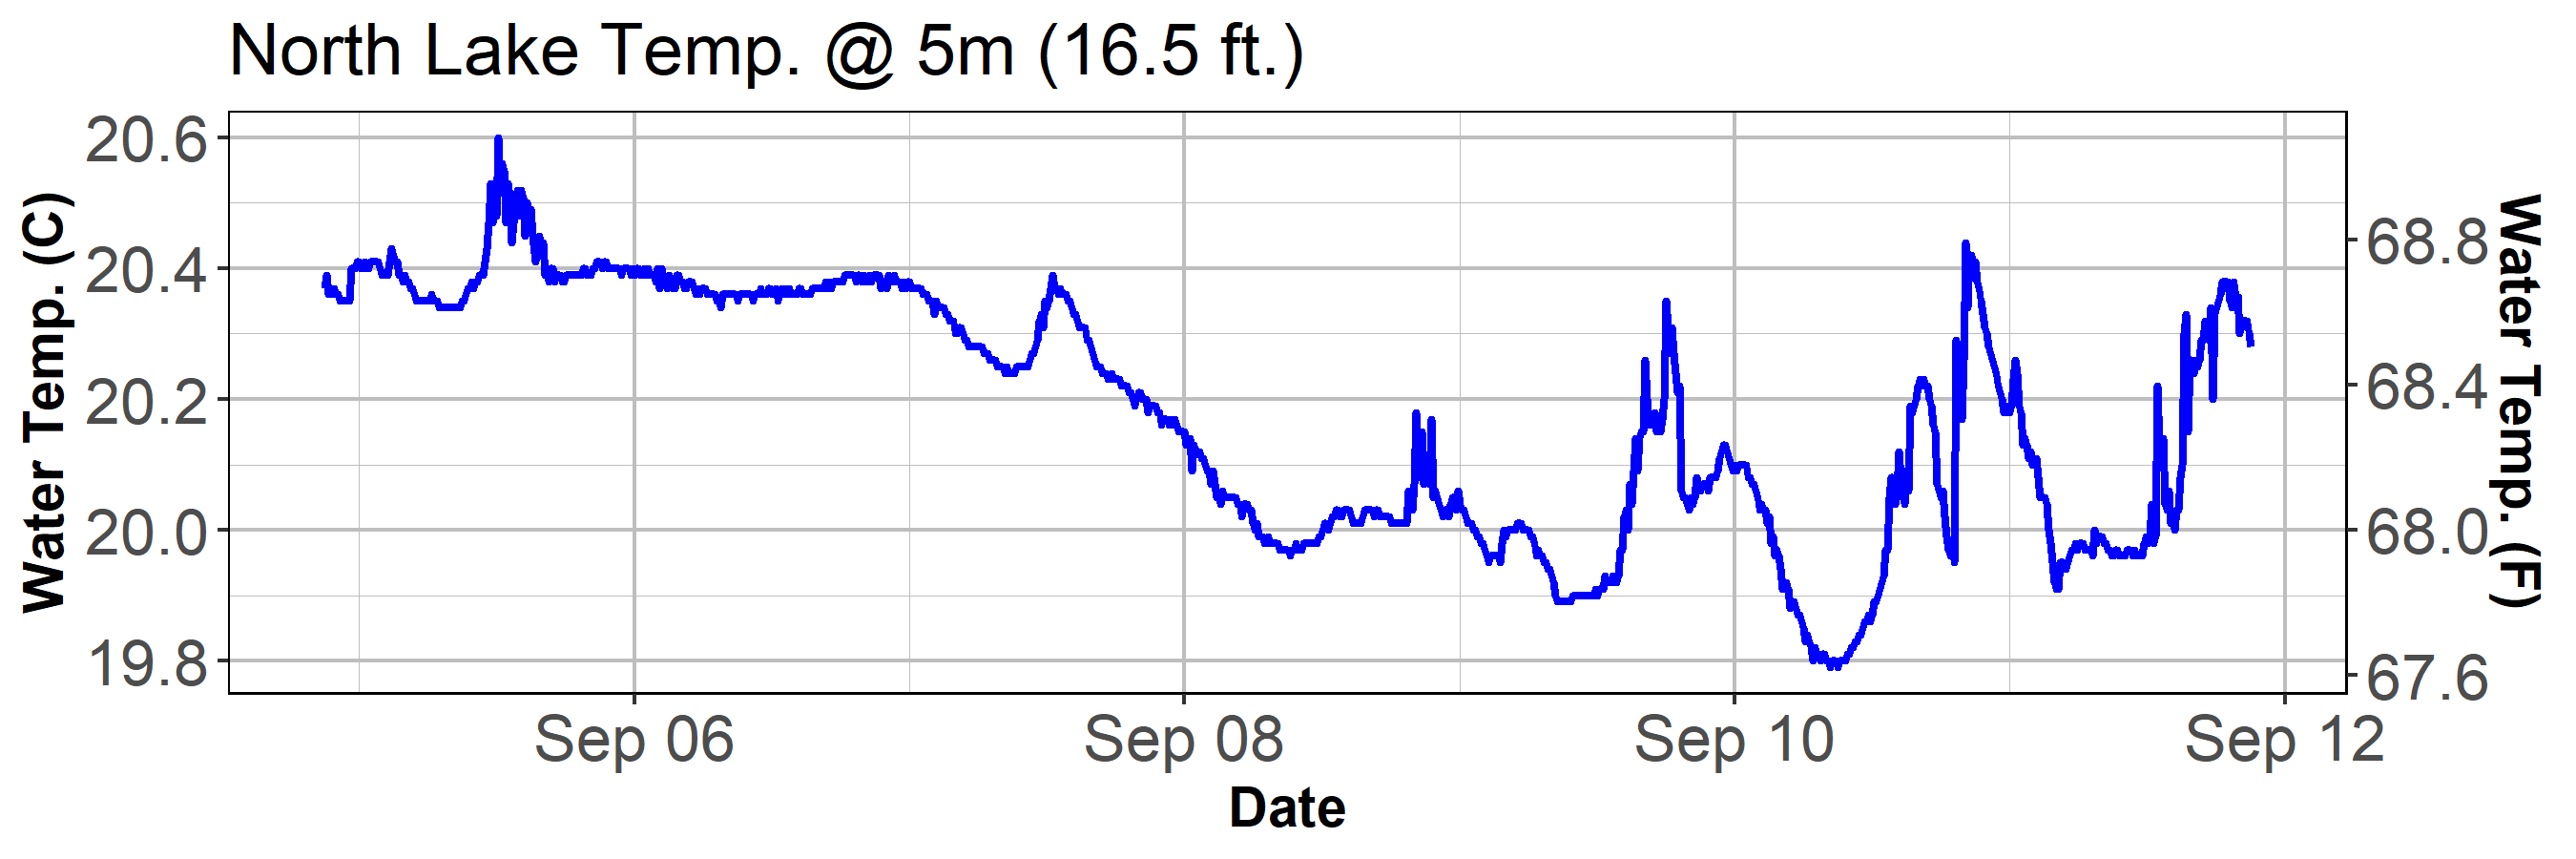 North Lake Temp. @ 5m (16.5 ft.)
Water Temp. (C)
20.6
20.4
20.2
20.0
19.8
68.8
68.4
68.0
67.6
Water Temp. (F)
Sep 06
Sep 08
Sep 10
Sep 12
Date